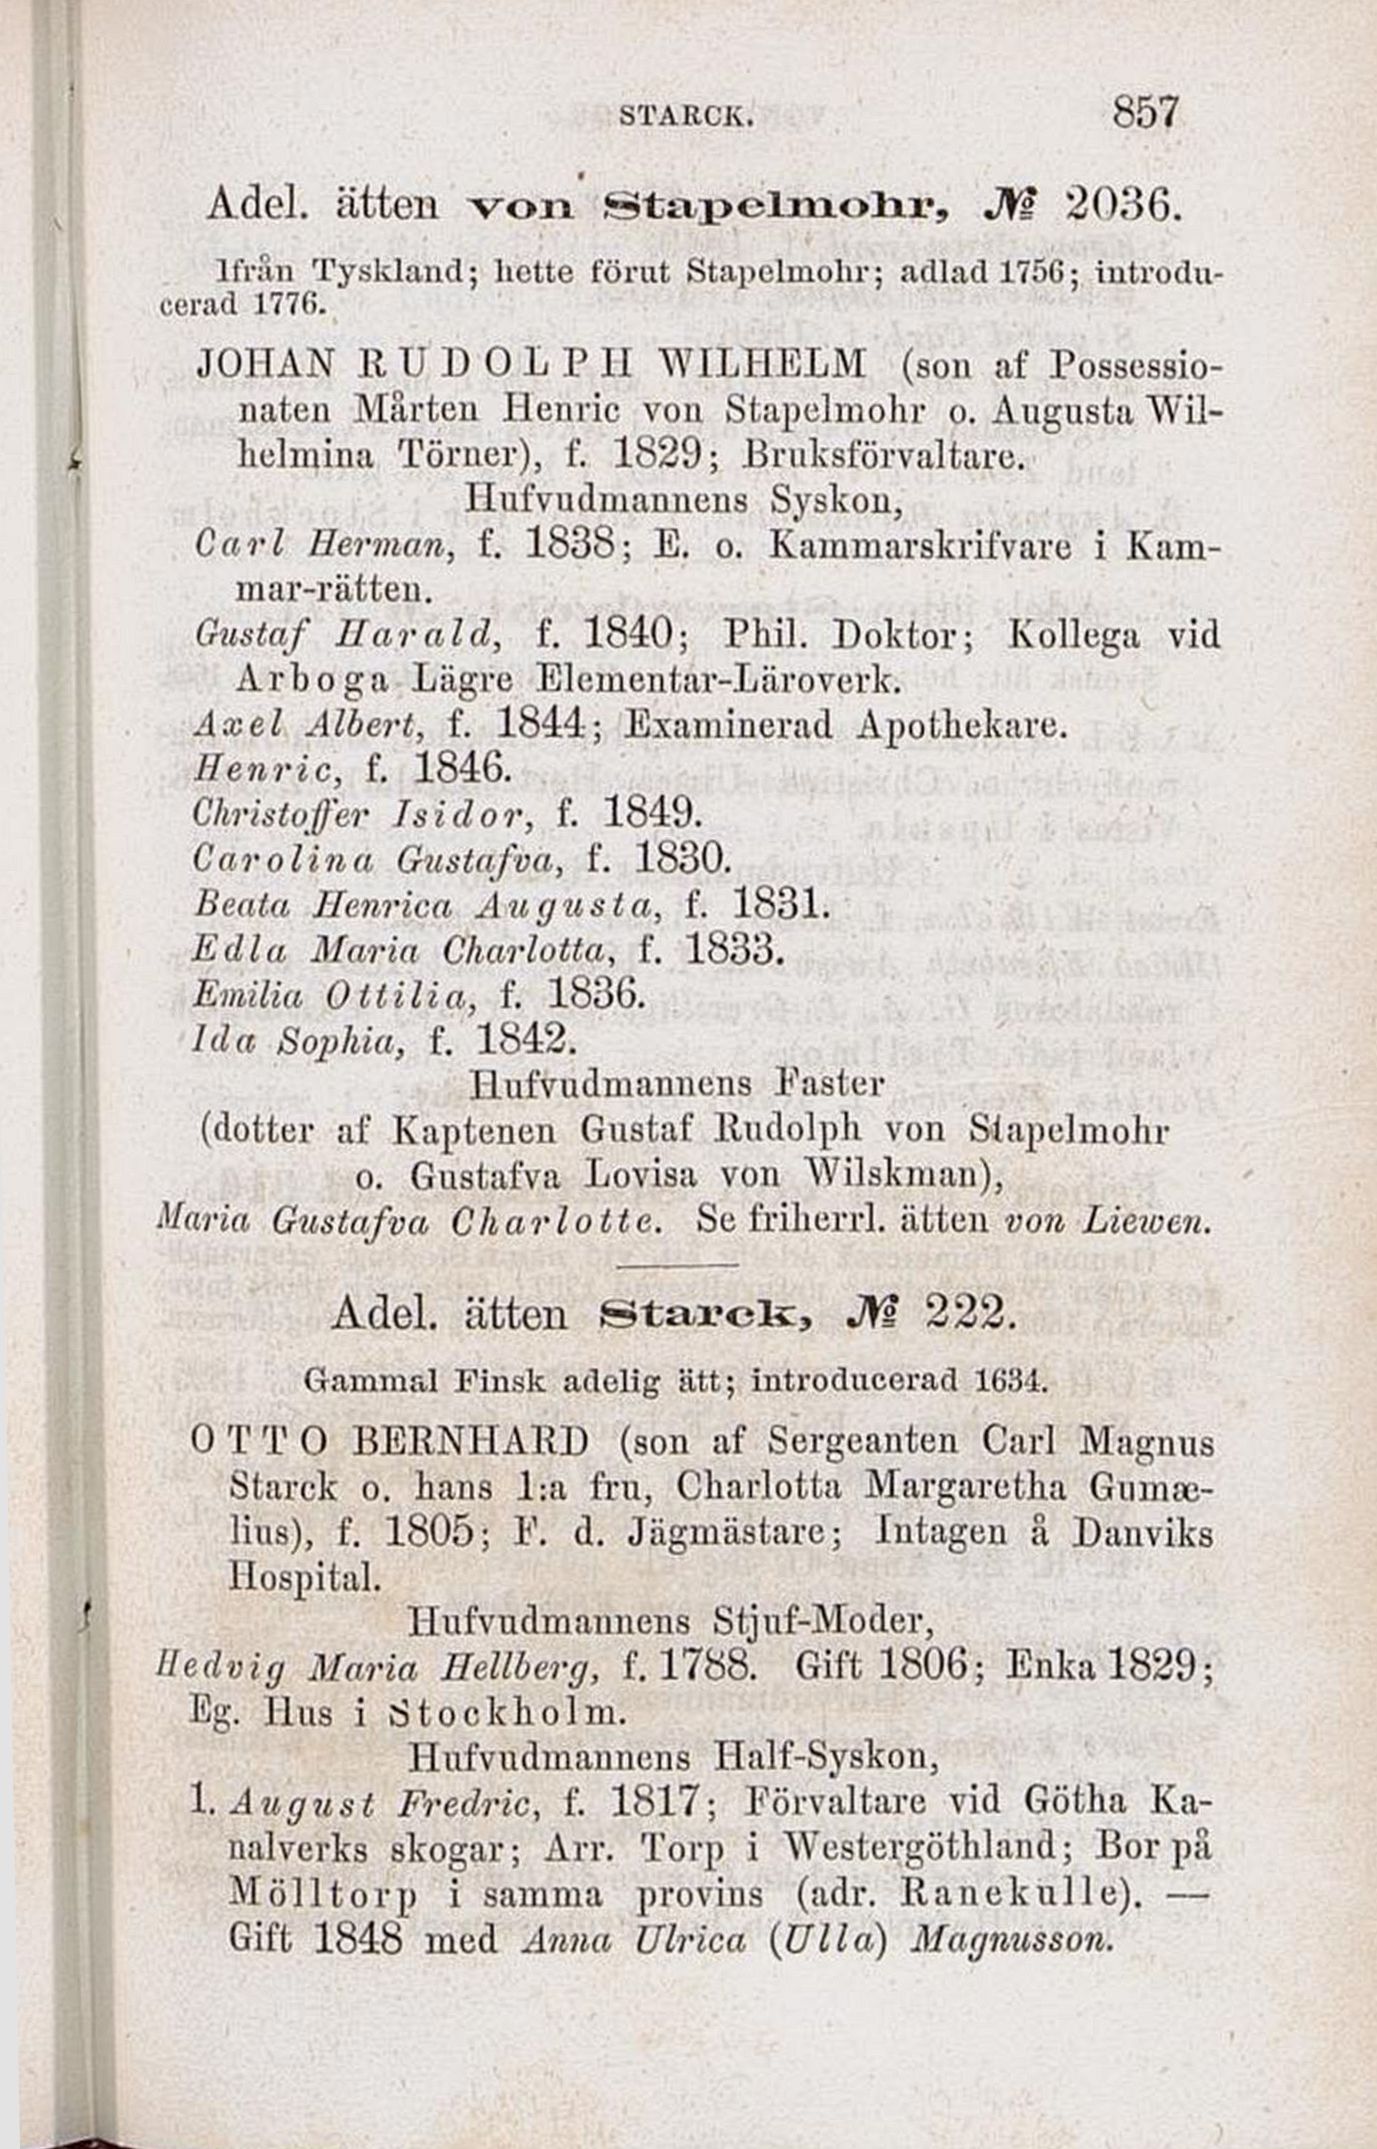 STARCK. 857
Adel. ätten von Stapelmohr, № 2036.
Ifrån Tyskland; hette förut Stapelmohr; adlad 1756; introdu-
cerad 1776.
JOHAN RUDOLPH WILHELM (son af Possessio-
naten Mårten Henric von Stapelmohr o. Augusta Wil-
helmina Törner), f. 1829; Bruksförvaltare.
Hufvudmannens Syskon,
Carl Herman, f. 1838; E. o. Kammarskrifvare i Kam-
mar-rätten.
Gustaf Harald, f. 1840; Phil. Doktor; Kollega vid
Arboga Lägre Elementar-Läroverk.
Axel Albert, f. 1844; Examinerad Apothekare.
Henric, f. 1846.
Christoffer Isidor, f. 1849.
Carolina Gustafva, f. 1830.
Beata Henrica Augusta, f. 1831.
Edla Maria Charlotta, f. 1833.
Emilia Ottilia, f. 1836.
Ida Sophia, f. 1842.
Hufvudmannens Faster
(dotter af Kaptenen Gustaf Rudolph von Stapelmohr
o. Gustafva Lovisa von Wilskman),
Maria Gustafva Charlotte. Se friherrl. ätten von Liewen.
Adel. ätten Starck, № 222.
Gammal Finsk adelig ätt; introducerad 1634.
OTTO BERNHARD (son af Sergeanten Carl Magnus
Starck o. hans 1:a fru, Charlotta Margaretha Gumæ-
lius), f. 1805; F. d. Jägmästare; Intagen å Danviks
Hospital.
Hufvudmannens Stjuf-Moder,
Hedvig Maria Hellberg, f. 1788. Gift 1806; Enka 1829;
Eg. Hus i Stockholm.
Hufvudmannens Half-Syskon,
1. August Fredric, f. 1817; Förvaltare vid Götha Ka-
nalverks skogar; Arr. Torp i Westergöthland; Bor på
Mölltorp i samma provins (adr. Ranekulle). —
Gift 1848 med Anna Ulrica (Ulla) Magnusson.